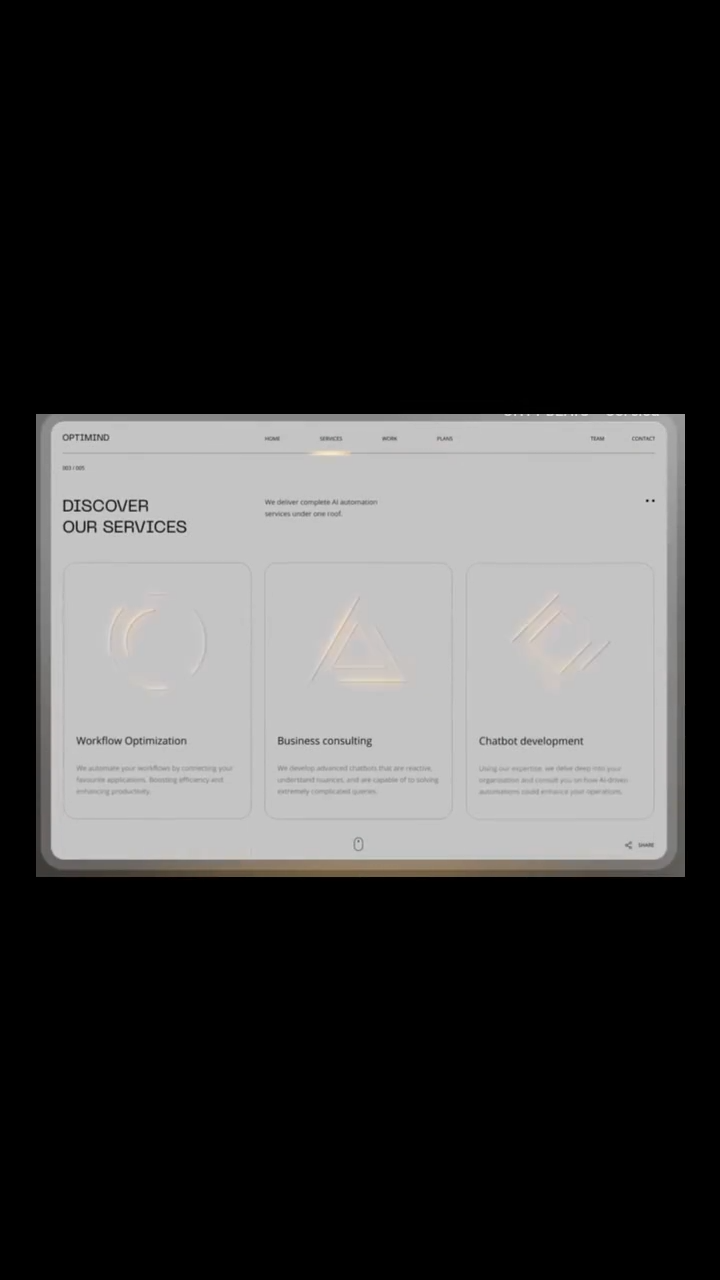 OPTIMIND
HOME SERVICES WORK PLANS TEAM CONTACT
003 / 005
DISCOVER
OUR SERVICES
We deliver complete AI automation
services under one roof.
Workflow Optimization
We automate your workflows by connecting your
favourite applications. Boosting efficiency and
enhancing productivity.
Business consulting
We develop advanced chatbots that are reactive,
understand nuances, and are capable of to solving
extremely complicated queries.
Chatbot development
Using our expertise, we delve deep into your
organization and consult you on how AI-driven
automations could enhance your operations.
SHARE